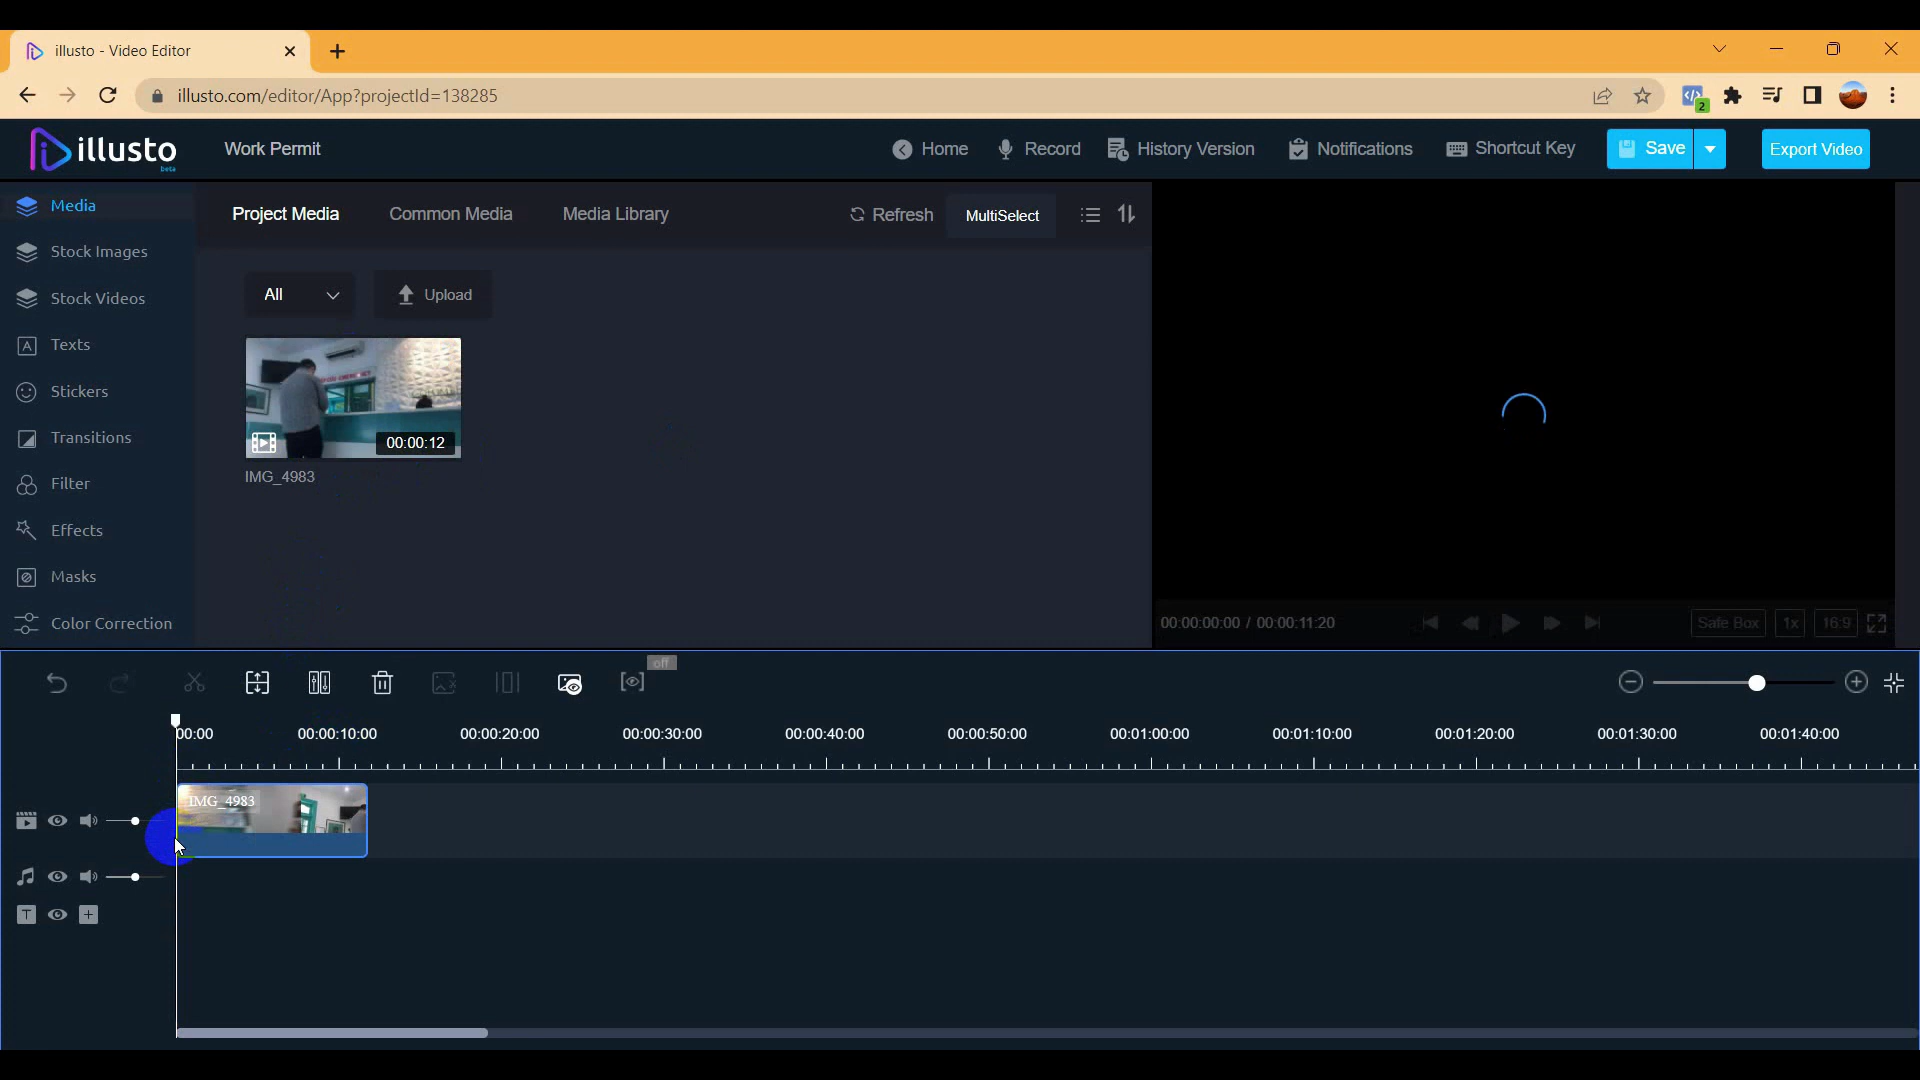 illusto - Video Editor
illusto.com/editor/App?projectId=138285
2
illusto
beta
Work Permit
Home
Record
History Version
Notifications
Shortcut Key
Save
Export Video
Media
Stock Images
Stock Videos
Texts
Stickers
Transitions
Filter
Effects
Masks
Color Correction
Project Media
Common Media
Media Library
Refresh
MultiSelect
All
Upload
00:00:12
IMG_4983
00:00:00:00 / 00:00:11:20
Safe Box
1x
16:9
off
00:00
00:00:10:00
00:00:20:00
00:00:30:00
00:00:40:00
00:00:50:00
00:01:00:00
00:01:10:00
00:01:20:00
00:01:30:00
00:01:40:00
IMG_4983